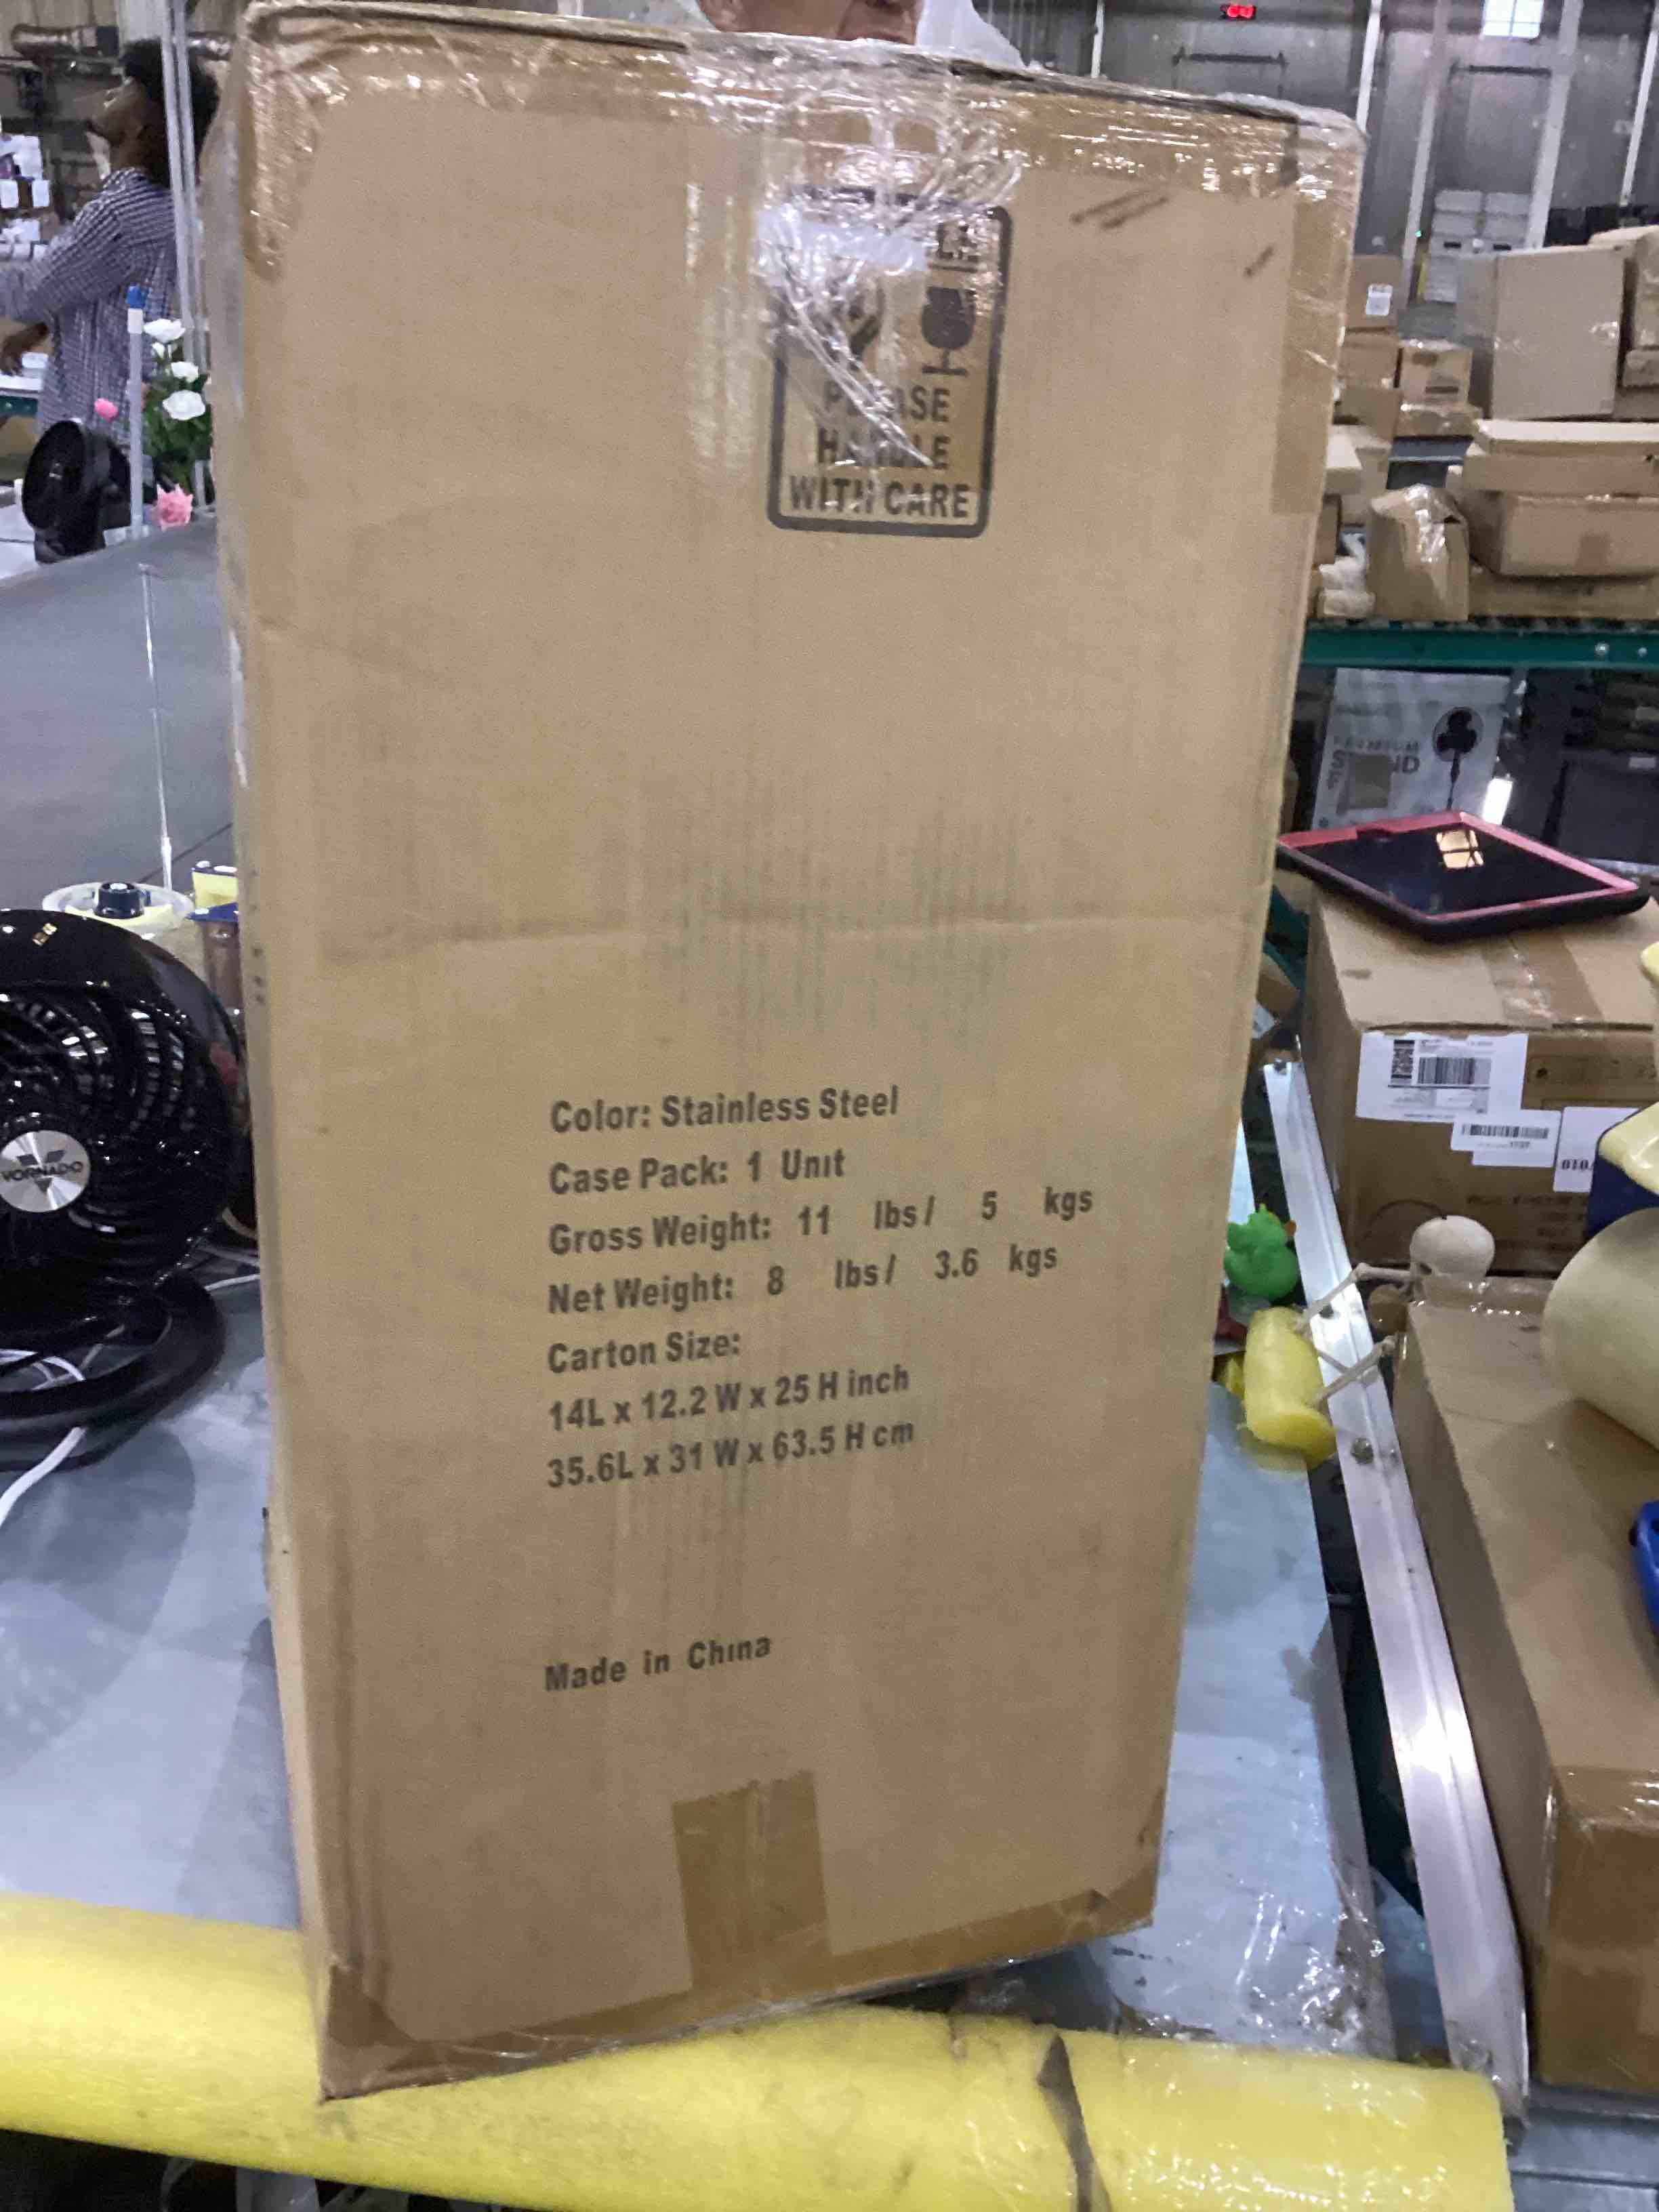 PLEASE
HANDLE
WITH CARE
Color: Stainless Steel
Case Pack: 1 Unit
Gross Weight: 11 lbs/ 5 kgs
Net Weight: 8 lbs/ 3.6 kgs
Carton Size:
14L x 12.2 W x 25 H inch
35.6L x 31 W x 63.5 H cm
Made in China
VORNADO